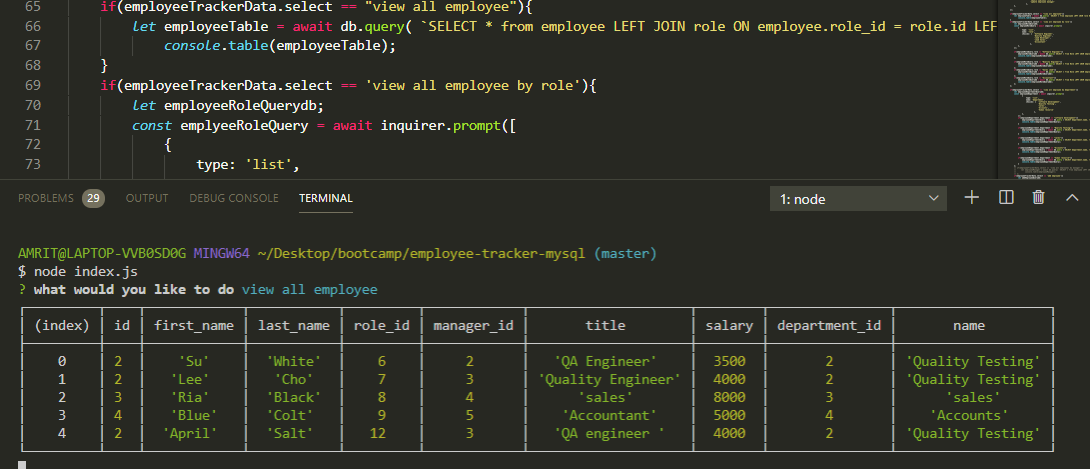 65 if(employeeTrackerData.select == "view all employee"){
66 let employeeTable = await db.query( `SELECT * from employee LEFT JOIN role ON employee.role_id = role.id LEF
67 console.table(employeeTable);
68 }
69 if(employeeTrackerData.select == 'view all employee by role'){
70 let employeeRoleQuerydb;
71 const emplyeeRoleQuery = await inquirer.prompt([
72 {
73 type: 'list',
PROBLEMS 29 OUTPUT DEBUG CONSOLE TERMINAL 1: node
AMRIT@LAPTOP-VVB0SD0G MINGW64 ~/Desktop/bootcamp/employee-tracker-mysql (master)
$ node index.js
? what would you like to do view all employee
(index) id first_name last_name role_id manager_id title salary department_id name
0 2 'Su' 'White' 6 2 'QA Engineer' 3500 2 'Quality Testing'
1 2 'Lee' 'Cho' 7 3 'Quality Engineer' 4000 2 'Quality Testing'
2 3 'Ria' 'Black' 8 4 'sales' 8000 3 'sales'
3 4 'Blue' 'Colt' 9 5 'Accountant' 5000 4 'Accounts'
4 2 'April' 'Salt' 12 3 'QA engineer ' 4000 2 'Quality Testing'